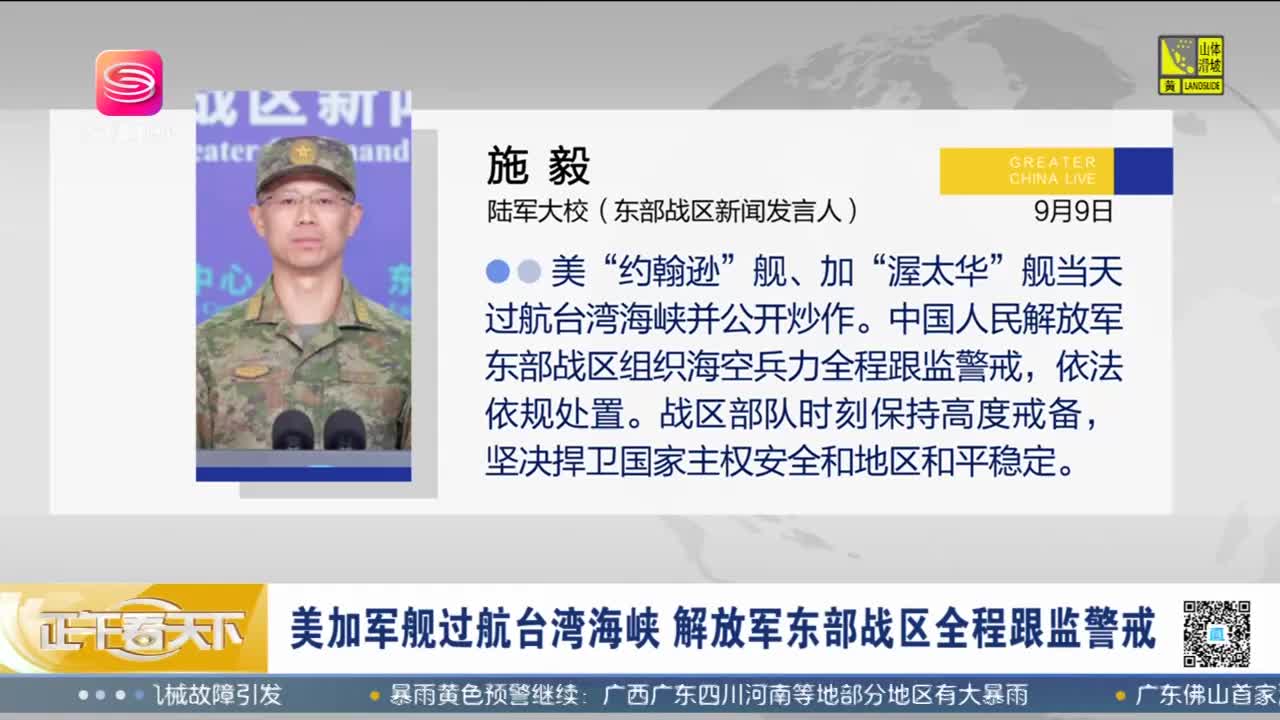 山体
滑坡
黄 LANDSLIDE
战区新闻
eater
mand
中心
东
施 毅
GREATER
CHINA LIVE
陆军大校（东部战区新闻发言人）
9月9日
美“约翰逊”舰、加“渥太华”舰当天
过航台湾海峡并公开炒作。中国人民解放军
东部战区组织海空兵力全程跟监警戒，依法
依规处置。战区部队时刻保持高度戒备，
坚决捍卫国家主权安全和地区和平稳定。
正午看天下
美加军舰过航台湾海峡 解放军东部战区全程跟监警戒
械故障引发
暴雨黄色预警继续：广西广东四川河南等地部分地区有大暴雨
广东佛山首家